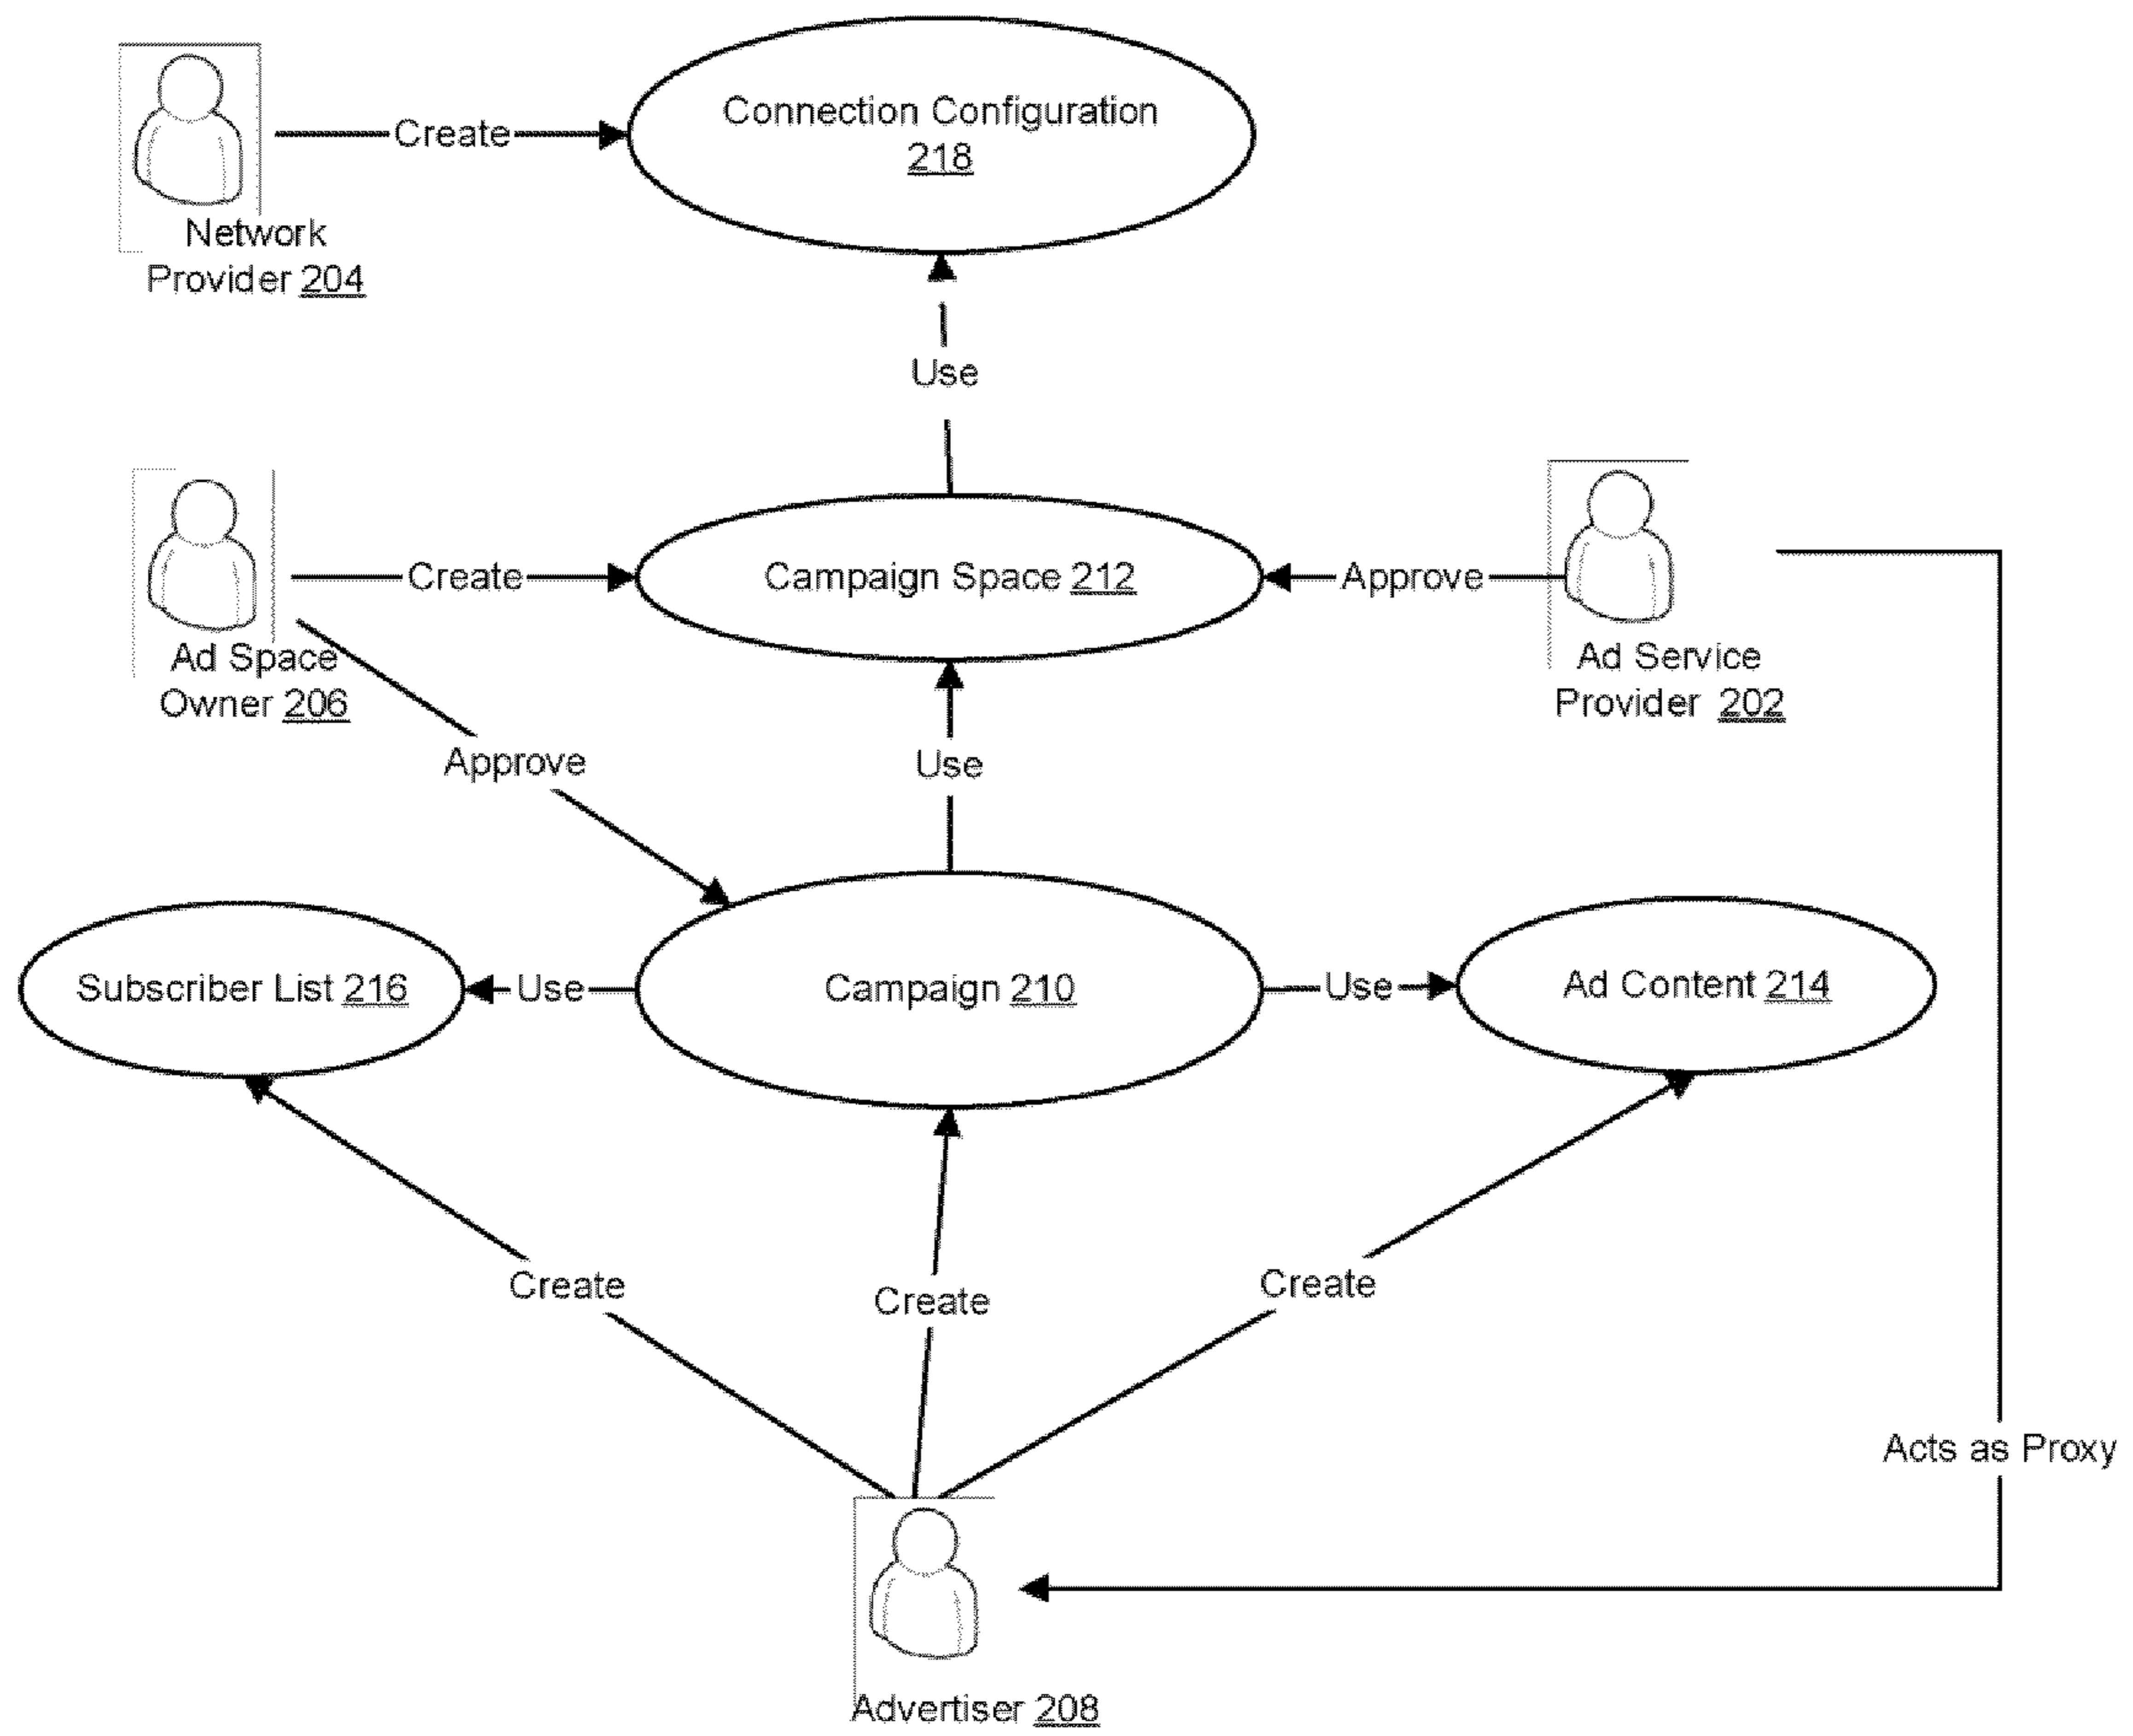 Connection Configuration
218
Create
Network
Provider 204
Use
Create
Campaign Space 212
Approve
Ad Space
Owner 206
Ad Service
Provider 202
Approve
Use
Subscriber List 216
Use
Campaign 210
Use
Ad Content 214
Create
Create
Create
Acts as Proxy
Advertiser 208